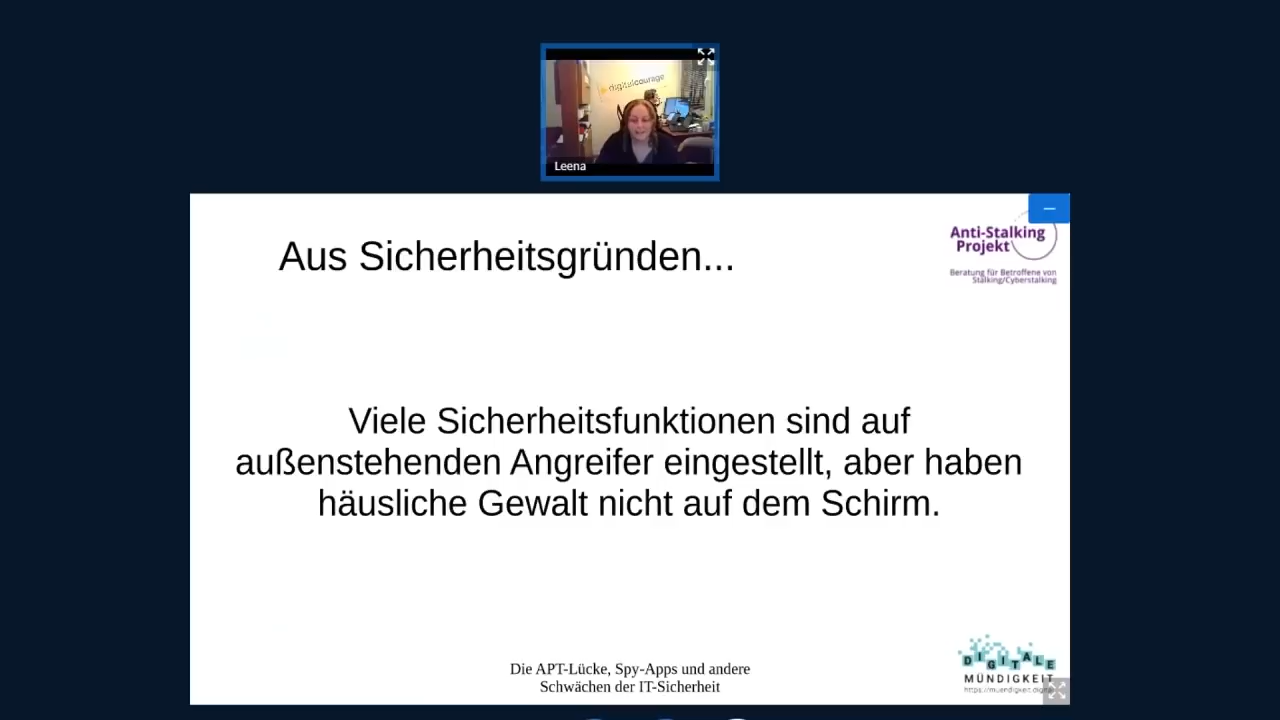 digitalcourage
Leena
Aus Sicherheitsgründen...
Anti-Stalking
Projekt
Beratung für Betroffene von
Stalking/Cyberstalking
Viele Sicherheitsfunktionen sind auf
außenstehenden Angreifer eingestellt, aber haben
häusliche Gewalt nicht auf dem Schirm.
Die APT-Lücke, Spy-Apps und andere
Schwächen der IT-Sicherheit
DIGITALE
MÜNDIGKEIT